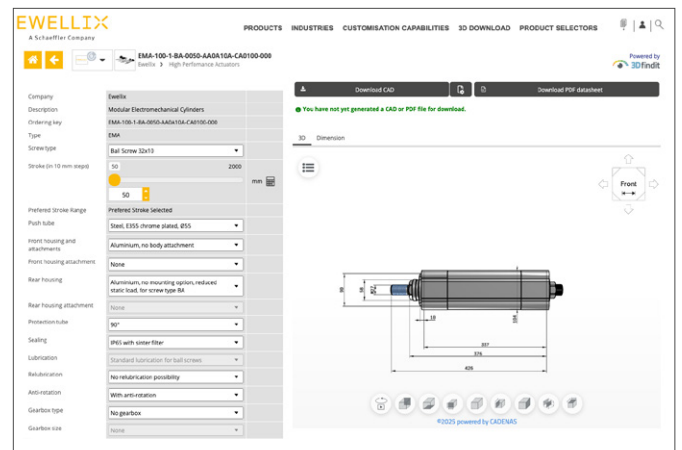 EWELLIX
A Schaeffler Company
PRODUCTS INDUSTRIES CUSTOMISATION CAPABILITIES 3D DOWNLOAD PRODUCT SELECTORS
EMA-100-1-BA-0050-AA0A10A-CA0100-000
Ewellix > High Perfomance Actuators
Powered by
3Dfindit
Download CAD
Download PDF datasheet
You have not yet generated a CAD or PDF file for download.
Company Ewellix
Description Modular Electromechanical Cylinders
Ordering key EMA-100-1-BA-0050-AA0A10A-CA0100-000
Type EMA
Screw type Ball Screw 32x10
Stroke (in 10 mm steps) 50 2000
mm
50
Prefered Stroke Range Prefered Stroke Selected
Push tube Steel, E355 chrome plated, Ø55
Front housing and attachments Aluminium, no body attachment
Front housing attachment None
Rear housing Aluminium, no mounting option, reduced static load, for screw type BA
Rear housing attachment None
Protection tube 90°
Sealing IP65 with sinter filter
Lubrication Standard lubrication for ball screws
Relubrication No relubrication possibility
Anti-rotation With anti-rotation
Gearbox type No gearbox
Gearbox size None
3D Dimension
Front
18
337
376
426
©2025 powered by CADENAS